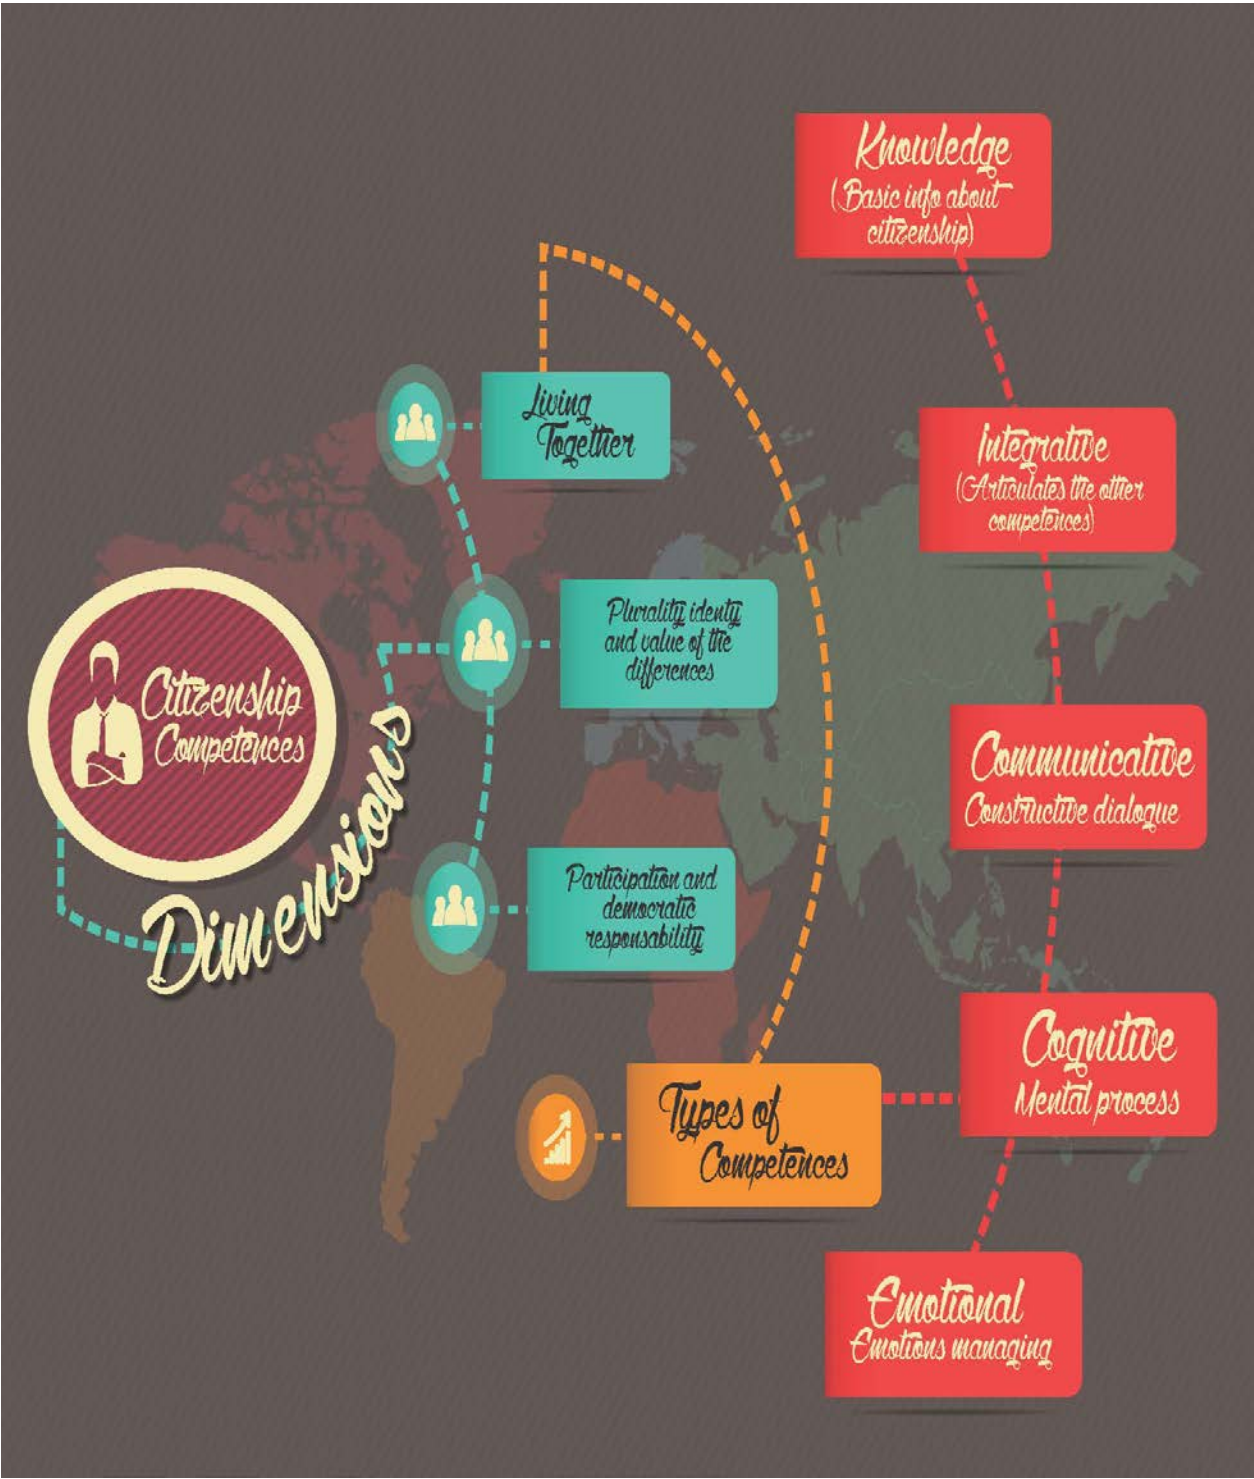 Citizenship
Competences
Dimensions
Living
Together
Plurality identy
and value of the
differences
Participation and
democratic
responsability
Types of
Competences
Knowledge
(Basic info about
citizenship)
Integrative
(Articulates the other
competences)
Communicative
Constructive dialogue
Cognitive
Mental process
Emotional
Emotions managing